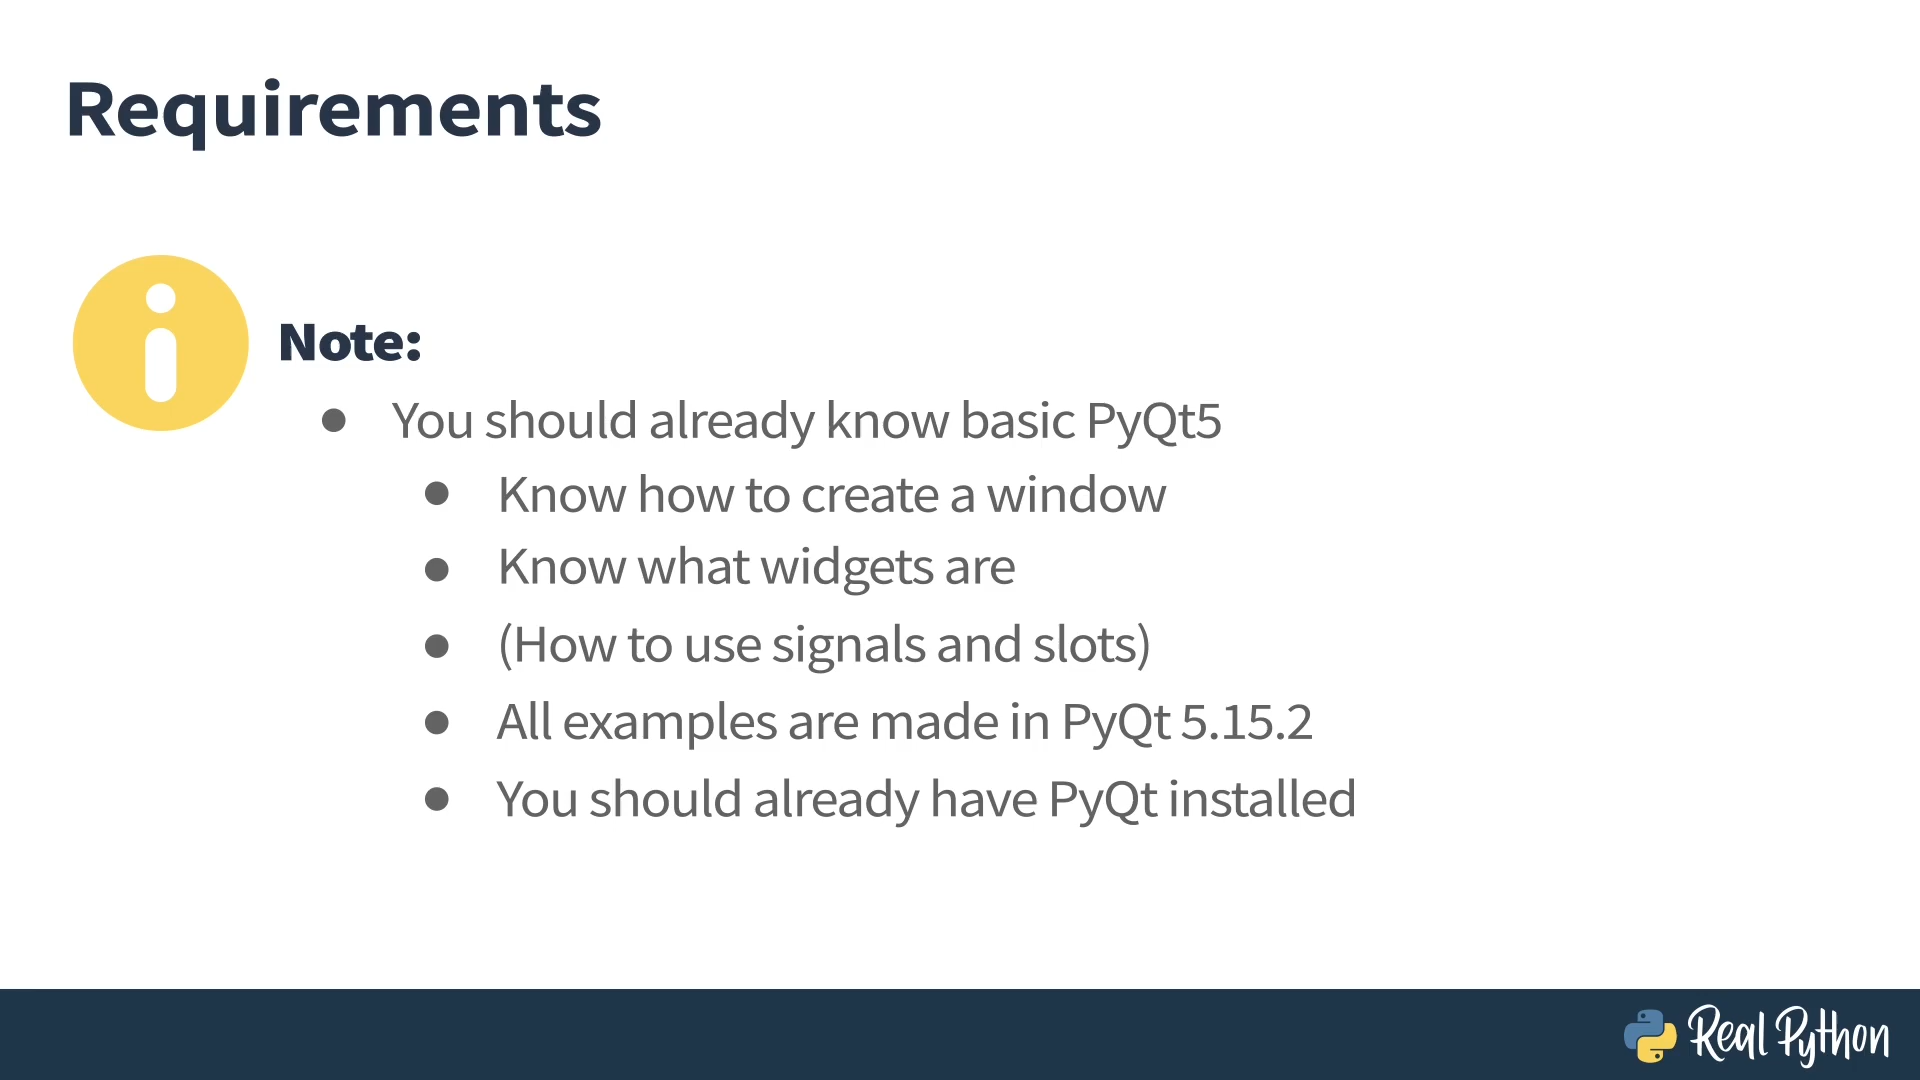 Requirements
Note:
● You should already know basic PyQt5
● Know how to create a window
● Know what widgets are
● (How to use signals and slots)
● All examples are made in PyQt 5.15.2
● You should already have PyQt installed
Real Python